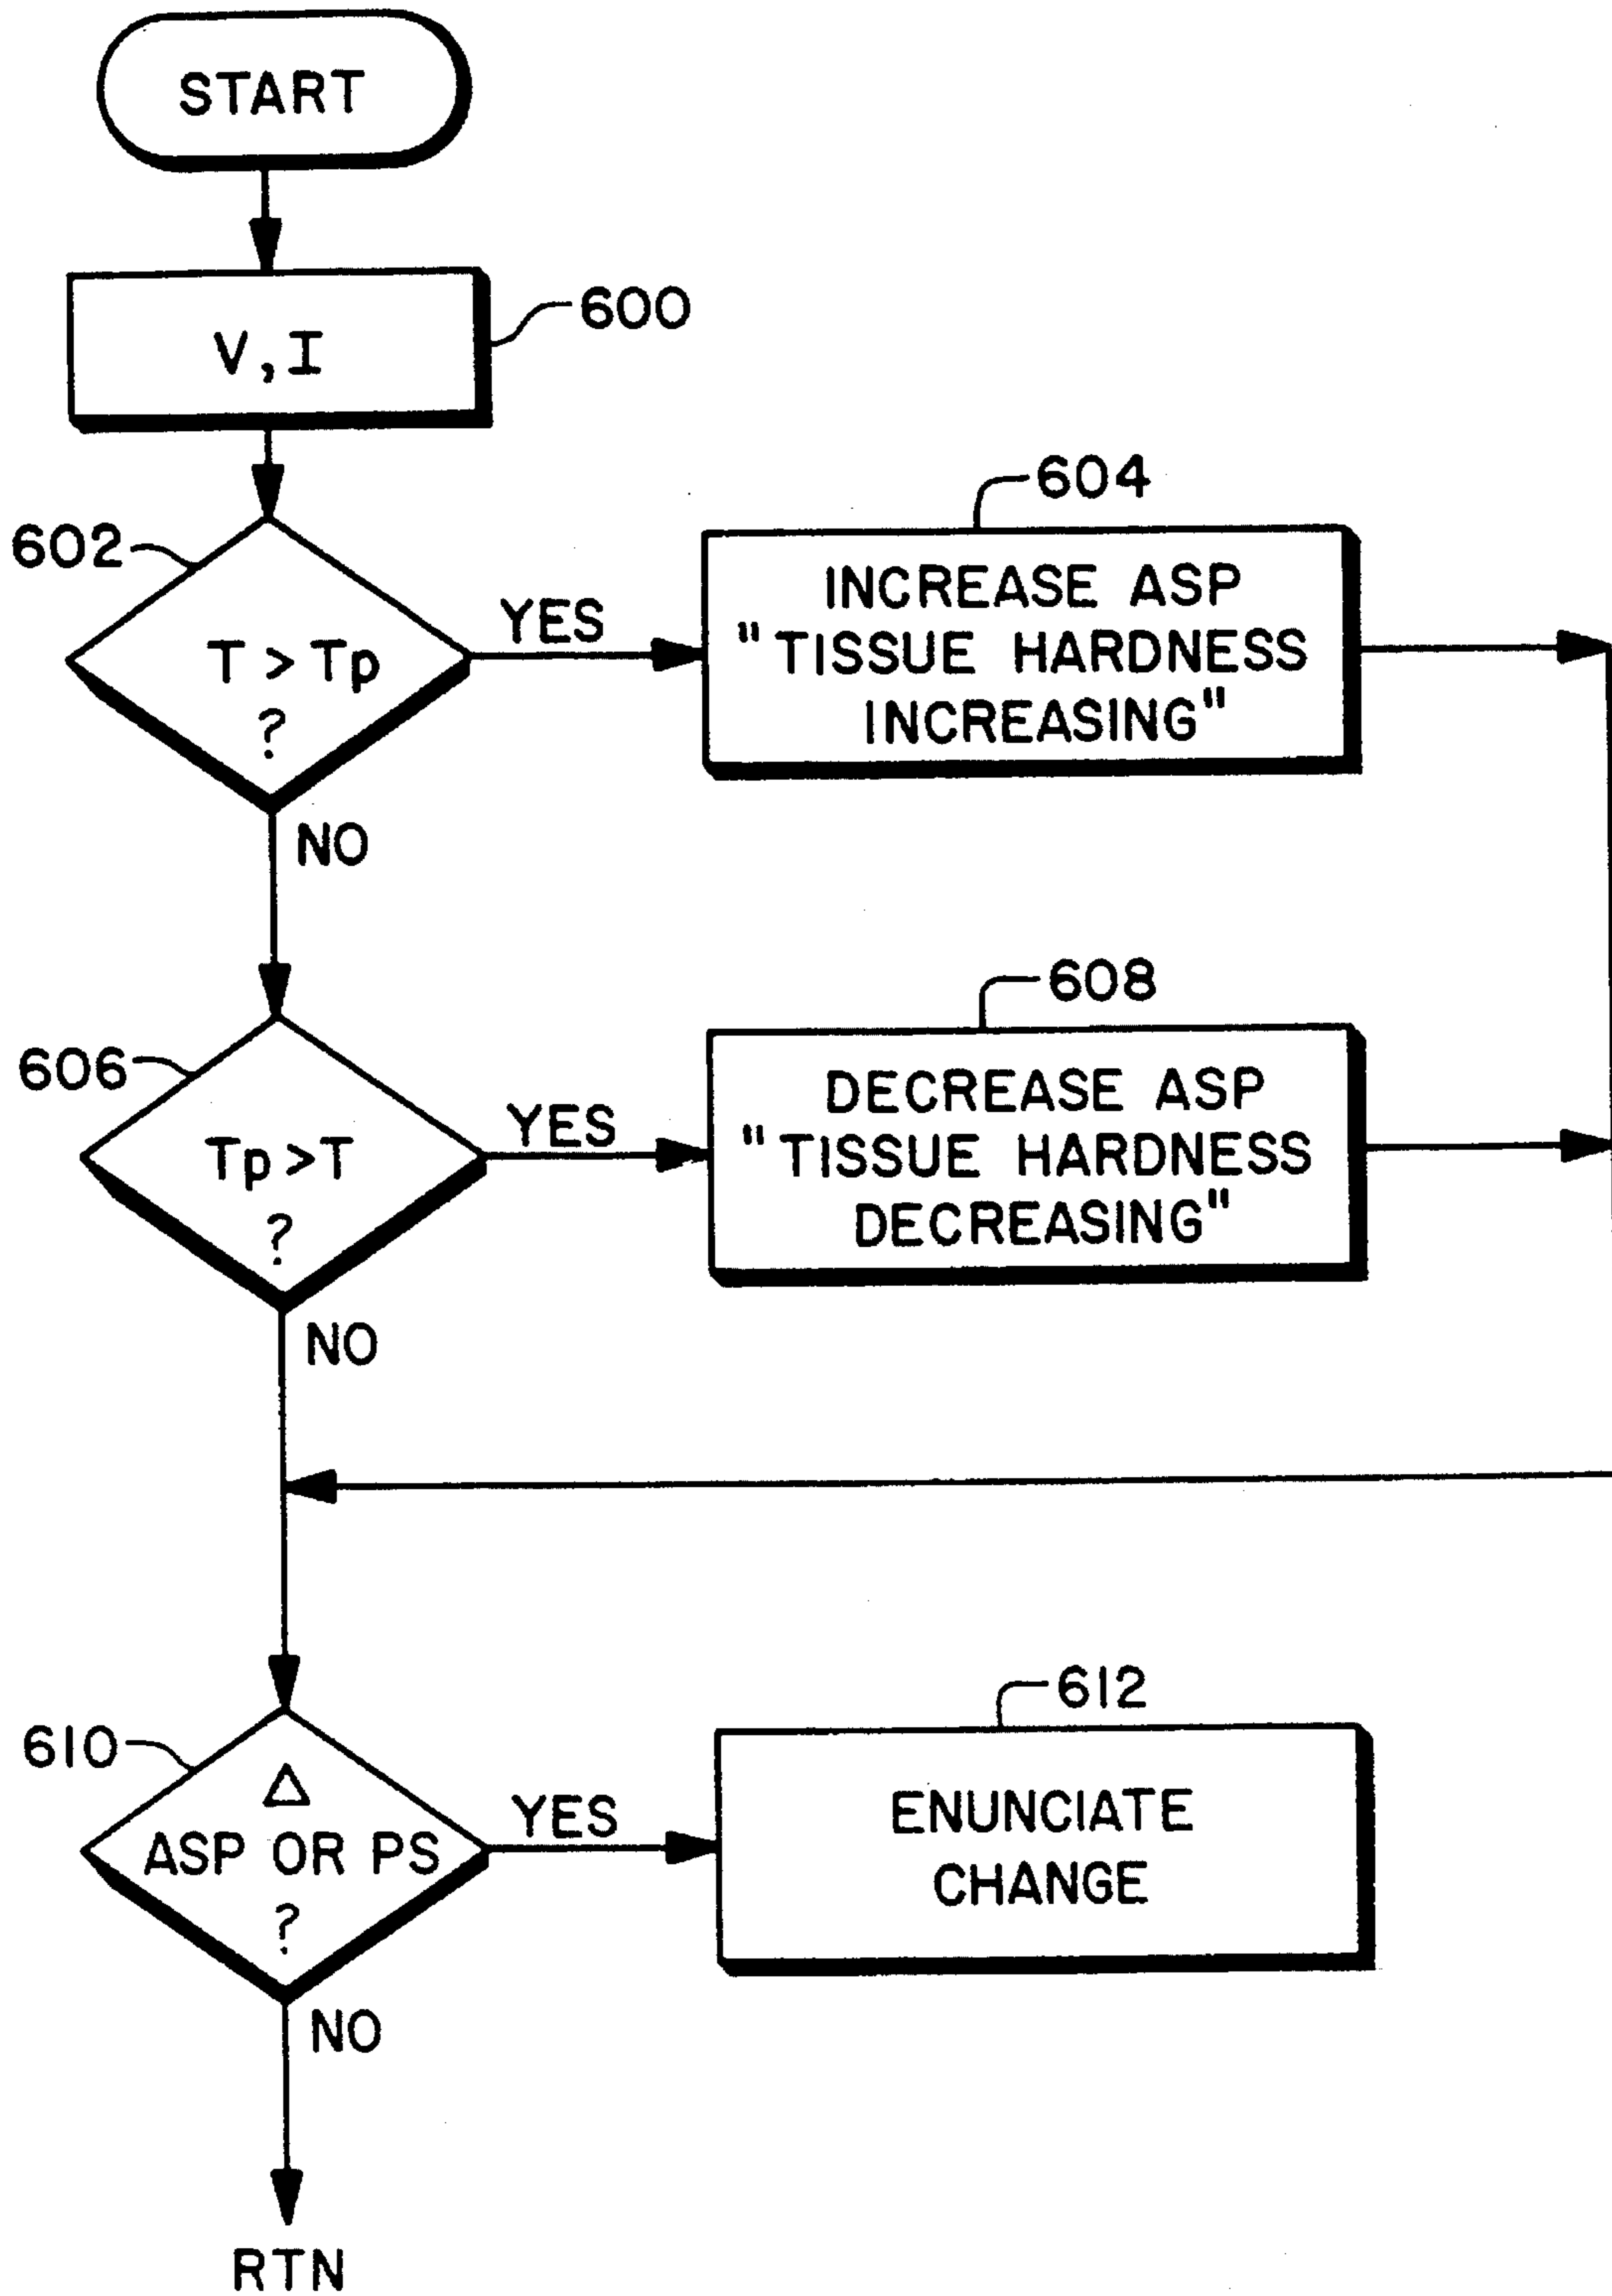 START
V, I
600
602
T > Tp
?
YES
604
INCREASE ASP
"TISSUE HARDNESS
INCREASING"
NO
606
Tp > T
?
YES
608
DECREASE ASP
"TISSUE HARDNESS
DECREASING"
NO
610
Δ
ASP OR PS
?
YES
612
ENUNCIATE
CHANGE
NO
RTN